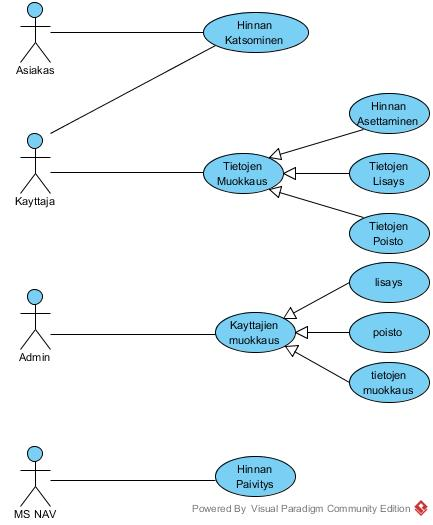 Hinnan
Katsominen
Asiakas
Hinnan
Asettaminen
Tietojen
Muokkaus
Tietojen
Lisays
Kayttaja
Tietojen
Poisto
lisays
Kayttajien
muokkaus
poisto
Admin
tietojen
muokkaus
Hinnan
Paivitys
MS NAV
Powered By Visual Paradigm Community Edition